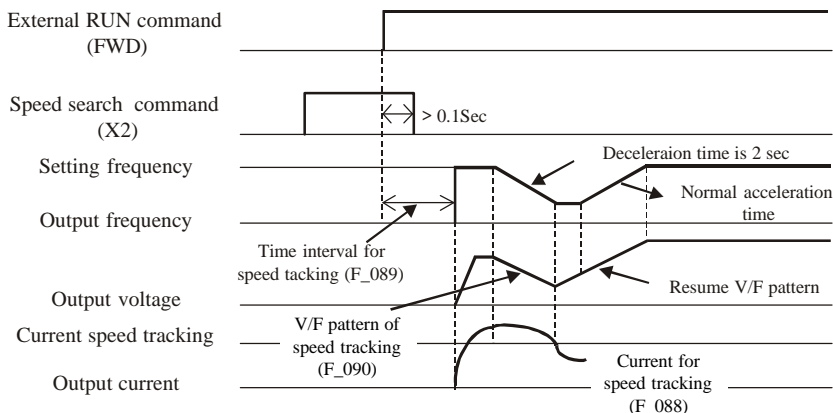 External RUN command
(FWD)
Speed search command
(X2)
> 0.1Sec
Setting frequency
Deceleraion time is 2 sec
Normal acceleration
time
Output frequency
Time interval for
speed tacking (F_089)
Output voltage
Resume V/F pattern
V/F pattern of
speed tracking
(F_090)
Current speed tracking
Current for
speed tracking
(F_088)
Output current